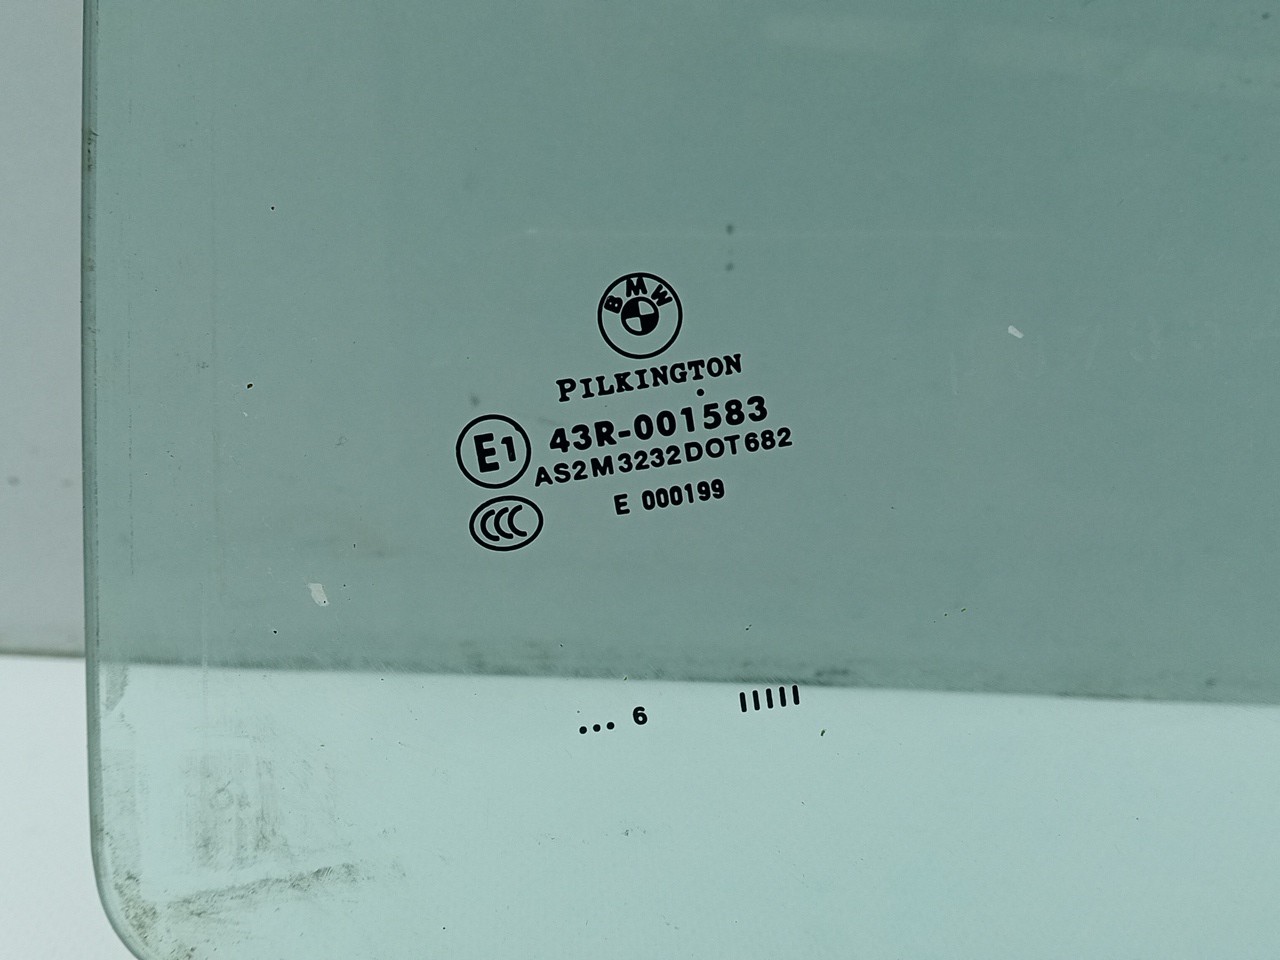 BMW
PILKINGTON
E1 43R-001583
AS2M3232DOT682
CCC E 000199
... 6 IIIII